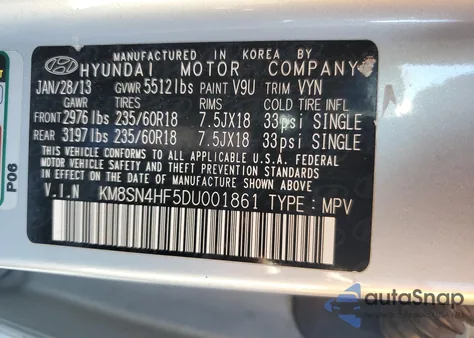 MANUFACTURED IN KOREA BY
HYUNDAI MOTOR COMPANY
JAN/28/13 GVWR 5512lbs PAINT V9U TRIM VYN
GAWR TIRES RIMS COLD TIRE INFL
FRONT 2976lbs 235/60R18 7.5JX18 33psi SINGLE
REAR 3197lbs 235/60R18 7.5JX18 33psi SINGLE
THIS VEHICLE CONFORMS TO ALL APPLICABLE U.S.A. FEDERAL
MOTOR VEHICLE SAFETY, BUMPER, AND THEFT PREVENTION
STANDARDS IN EFFECT ON THE DATE OF MANUFACTURE SHOWN ABOVE.
V.I.N KM8SN4HF5DU001861 TYPE : MPV
P06
autoSnap